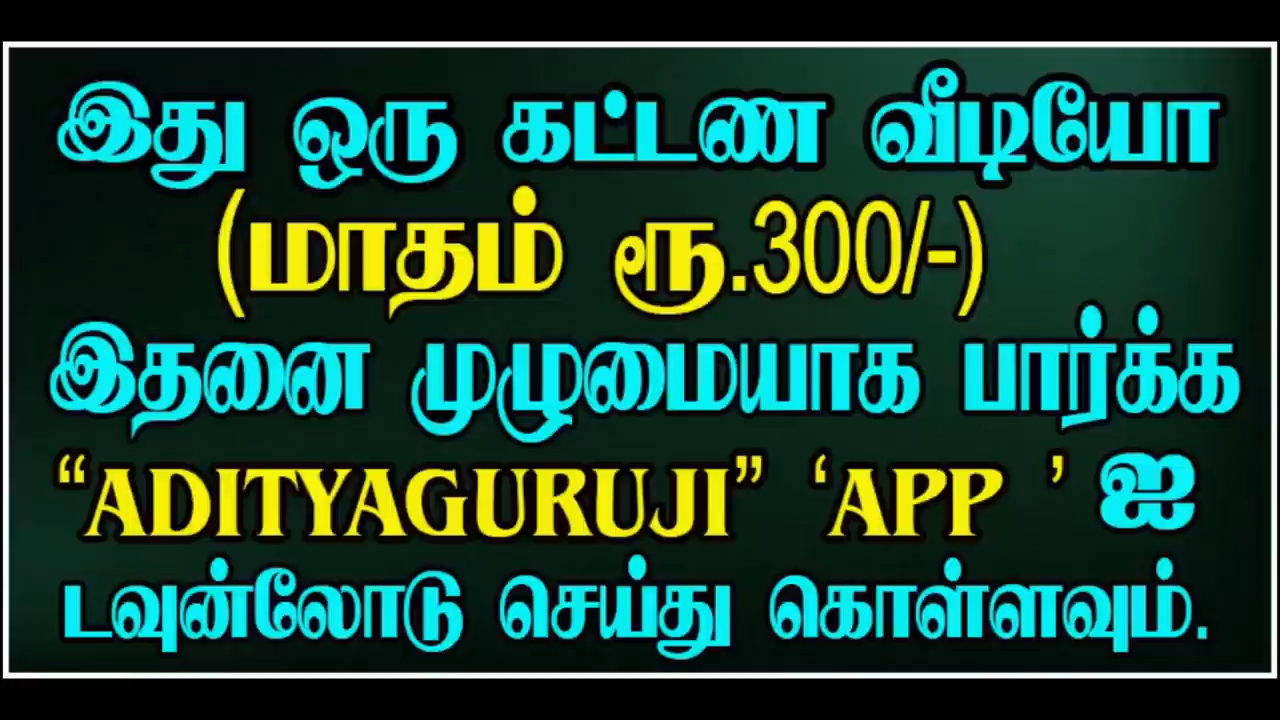 இது ஒரு கட்டண வீடியோ
(மாதம் ரூ.300/-)
இதனை முழுமையாக பார்க்க
“ADITYAGURUJI” ‘APP ’ ஐ
டவுன்லோடு செய்து கொள்ளவும்.